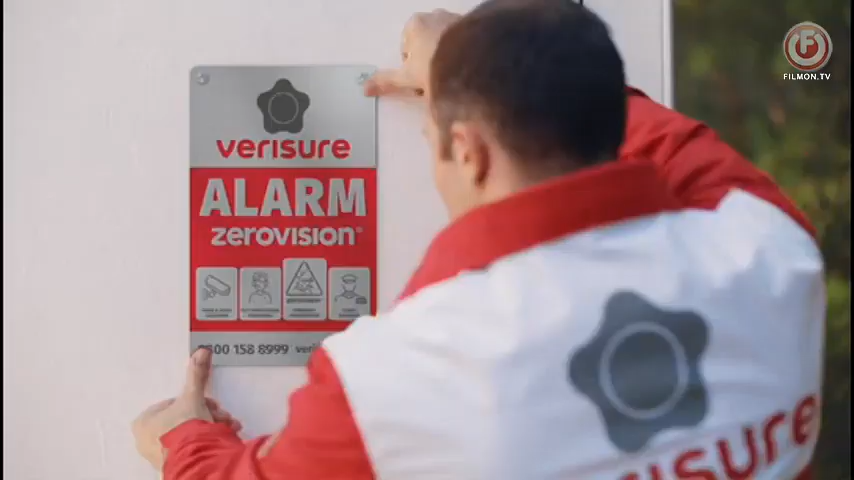 FILMON.TV
verisure
ALARM
zerovision®
0800 158 8999
verisure